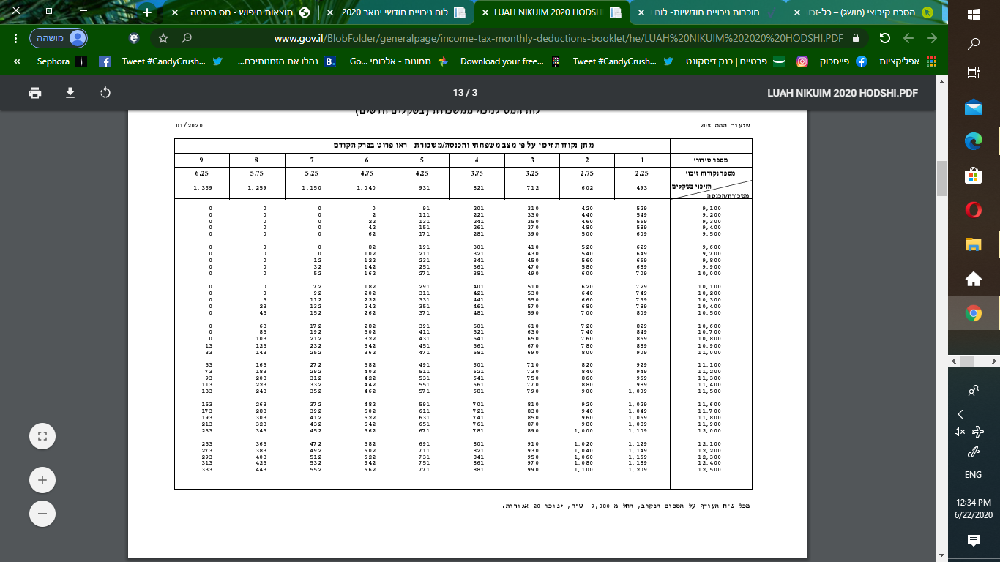 תוצאות חיפוש - מס הכנסה
לוח ניכויים חודשי ינואר 2020
LUAH NIKUIM 2020 HODSH
חוברות ניכויים חודשיות- לוח
הסכם קיבוצי (מושג) – כל-זכו
מושהה
www.gov.il/BlobFolder/generalpage/income-tax-monthly-deductions-booklet/he/LUAH%20NIKUIM%202020%20HODSHI.PDF
אפליקציות
פייסבוק
פרטיים | בנק דיסקונט
Tweet #CandyCrush...
Download your free...
תמונות - אלבומי Go...
נהלו את הזמנותיכם...
Tweet #CandyCrush...
Sephora
13 / 3
LUAH NIKUIM 2020 HODSHI.PDF
לוח המס לניכוי ממשכורת (בשקלים חדשים)
שיעור המס 20%
01/2020
מתן נקודות זיכוי על פי מצב משפחתי והכנסה/משכורת - ראו פרוט בפרק הקודם
מספר סידורי 1 2 3 4 5 6 7 8 9
מספר נקודות זיכוי 2.25 2.75 3.25 3.75 4.25 4.75 5.25 5.75 6.25
הזיכוי בשקלים 493 602 712 821 931 1,040 1,150 1,259 1,369
משכורת/הכנסה
9,100 529 420 310 201 91 0 0 0 0
9,200 549 440 330 221 111 2 0 0 0
9,300 569 460 350 241 131 22 0 0 0
9,400 589 480 370 261 151 42 0 0 0
9,500 609 500 390 281 171 62 0 0 0
9,600 629 520 410 301 191 82 0 0 0
9,700 649 540 430 321 211 102 0 0 0
9,800 669 560 450 341 231 122 12 0 0
9,900 689 580 470 361 251 142 32 0 0
10,000 709 600 490 381 271 162 52 0 0
10,100 729 620 510 401 291 182 72 0 0
10,200 749 640 530 421 311 202 92 0 0
10,300 769 660 550 441 331 222 112 3 0
10,400 789 680 570 461 351 242 132 23 0
10,500 809 700 590 481 371 262 152 43 0
10,600 829 720 610 501 391 282 172 63 0
10,700 849 740 630 521 411 302 192 83 0
10,800 869 760 650 541 431 322 212 103 0
10,900 889 780 670 561 451 342 232 123 13
11,000 909 800 690 581 471 362 252 143 33
11,100 929 820 710 601 491 382 272 163 53
11,200 949 840 730 621 511 402 292 183 73
11,300 969 860 750 641 531 422 312 203 93
11,400 989 880 770 661 551 442 332 223 113
11,500 1,009 900 790 681 571 462 352 243 133
11,600 1,029 920 810 701 591 482 372 263 153
11,700 1,049 940 830 721 611 502 392 283 173
11,800 1,069 960 850 741 631 522 412 303 193
11,900 1,089 980 870 761 651 542 432 323 213
12,000 1,109 1,000 890 781 671 562 452 343 233
12,100 1,129 1,020 910 801 691 582 472 363 253
12,200 1,149 1,040 930 821 711 602 492 383 273
12,300 1,169 1,060 950 841 731 622 512 403 293
12,400 1,189 1,080 970 861 751 642 532 423 313
12,500 1,209 1,100 990 881 771 662 552 443 333
מכל ש״ח העודף על הסכום הנקוב, החל מ-9,080 ש״ח, ינוכו 20 אגורות.
ENG
12:34 PM
6/22/2020